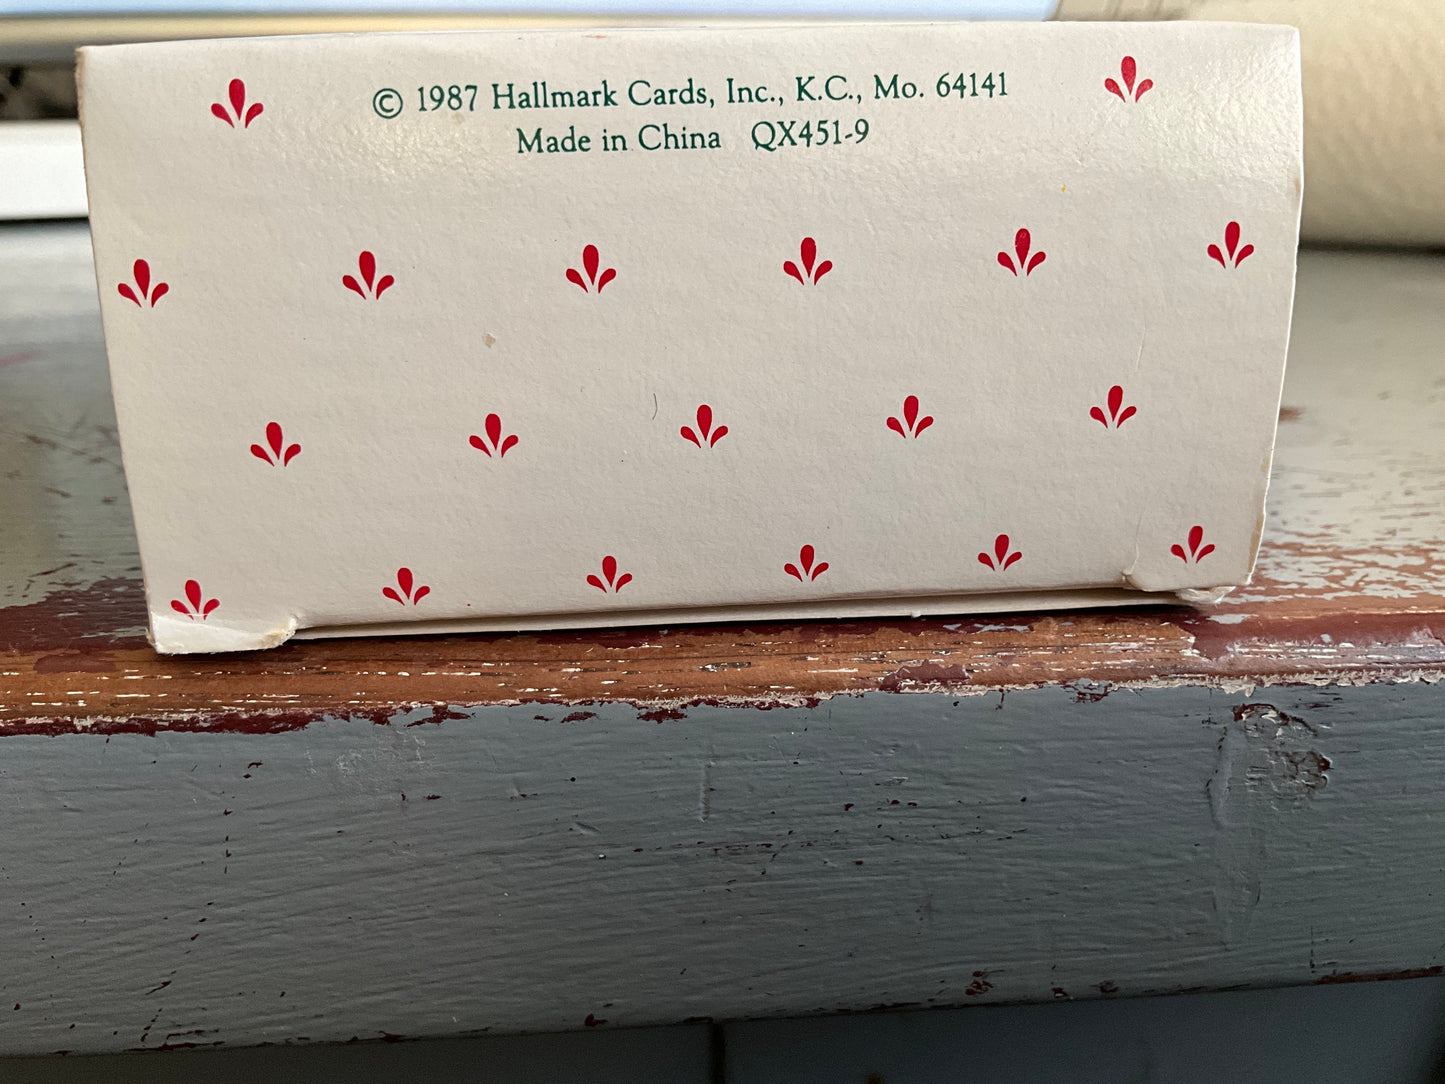 © 1987 Hallmark Cards, Inc., K.C., Mo. 64141
Made in China QX451-9